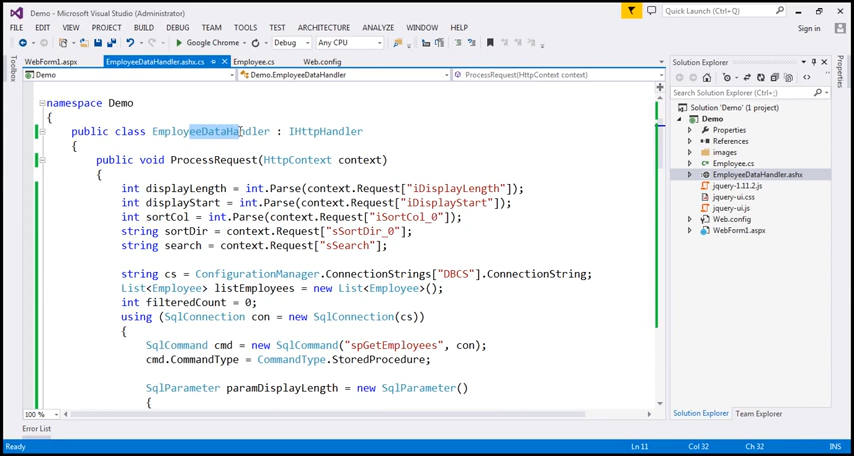 Demo - Microsoft Visual Studio (Administrator)
Quick Launch (Ctrl+Q)
FILE EDIT VIEW PROJECT BUILD DEBUG TEAM TOOLS TEST ARCHITECTURE ANALYZE WINDOW HELP
Sign in
Google Chrome Debug Any CPU
Toolbox
WebForm1.aspx EmployeeDataHandler.ashx.cs Employee.cs Web.config
Demo Demo.EmployeeDataHandler ProcessRequest(HttpContext context)
namespace Demo
{
public class EmployeeDataHandler : IHttpHandler
{
public void ProcessRequest(HttpContext context)
{
int displayLength = int.Parse(context.Request["iDisplayLength"]);
int displayStart = int.Parse(context.Request["iDisplayStart"]);
int sortCol = int.Parse(context.Request["iSortCol_0"]);
string sortDir = context.Request["sSortDir_0"];
string search = context.Request["sSearch"];
string cs = ConfigurationManager.ConnectionStrings["DBCS"].ConnectionString;
List<Employee> listEmployees = new List<Employee>();
int filteredCount = 0;
using (SqlConnection con = new SqlConnection(cs))
{
SqlCommand cmd = new SqlCommand("spGetEmployees", con);
cmd.CommandType = CommandType.StoredProcedure;
SqlParameter paramDisplayLength = new SqlParameter()
{
100 %
Error List
Solution Explorer
Search Solution Explorer (Ctrl+;)
Solution 'Demo' (1 project)
Demo
Properties
References
images
Employee.cs
EmployeeDataHandler.ashx
jquery-1.11.2.js
jquery-ui.css
jquery-ui.js
Web.config
WebForm1.aspx
Solution Explorer Team Explorer
Properties
Ready Ln 11 Col 32 Ch 32 INS